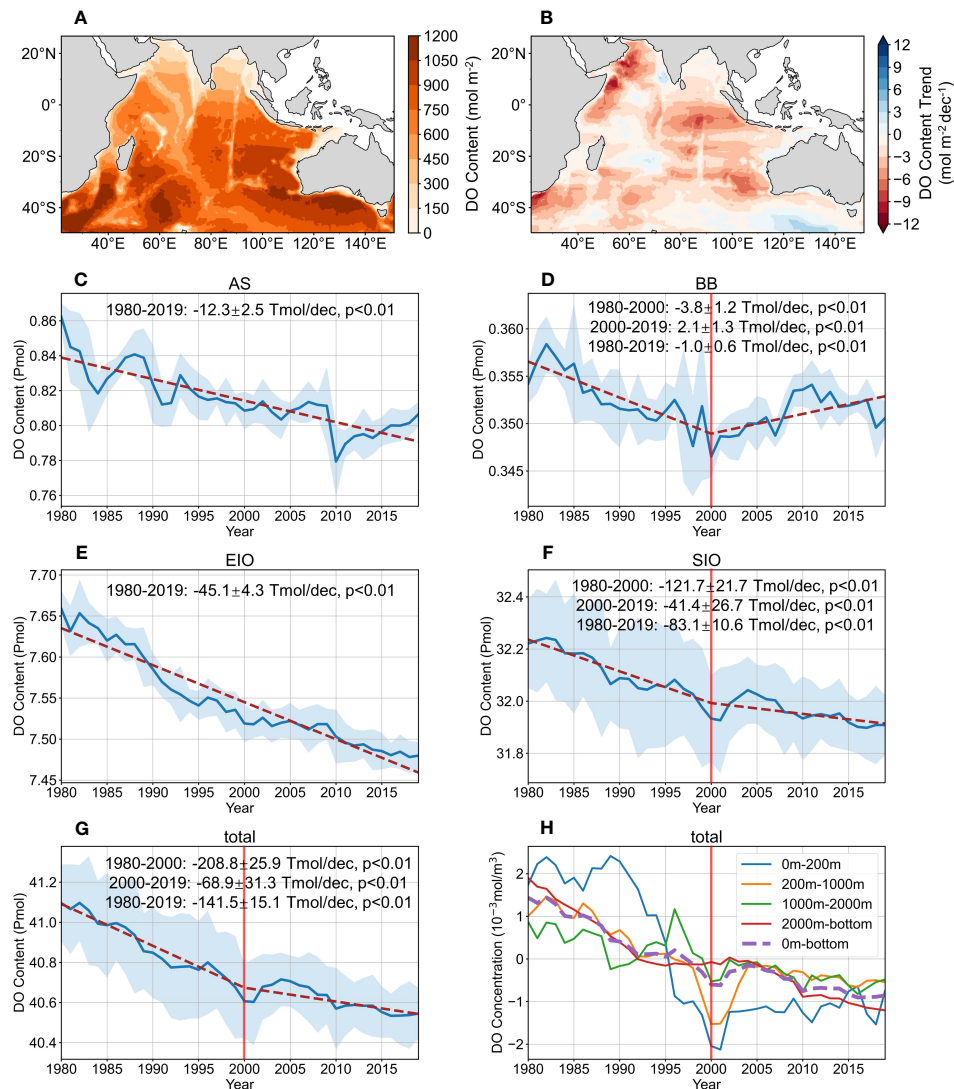 A
20°N
0°
20°S
40°S
40°E
60°E
80°E
100°E
120°E
140°E
1200
1050
900
750
600
450
300
150
0
DO Content (mol m⁻²)
B
20°N
0°
20°S
40°S
40°E
60°E
80°E
100°E
120°E
140°E
12
9
6
3
0
−3
−6
−9
−12
DO Content Trend
(mol m⁻² dec⁻¹)
C
AS
1980-2019: -12.3±2.5 Tmol/dec, p<0.01
DO Content (Pmol)
0.86
0.84
0.82
0.80
0.78
0.76
1980
1985
1990
1995
2000
2005
2010
2015
Year
D
BB
1980-2000: -3.8±1.2 Tmol/dec, p<0.01
2000-2019: 2.1±1.3 Tmol/dec, p<0.01
1980-2019: -1.0±0.6 Tmol/dec, p<0.01
DO Content (Pmol)
0.360
0.355
0.350
0.345
1980
1985
1990
1995
2000
2005
2010
2015
Year
E
EIO
1980-2019: -45.1±4.3 Tmol/dec, p<0.01
DO Content (Pmol)
7.70
7.65
7.60
7.55
7.50
7.45
1980
1985
1990
1995
2000
2005
2010
2015
Year
F
SIO
1980-2000: -121.7±21.7 Tmol/dec, p<0.01
2000-2019: -41.4±26.7 Tmol/dec, p<0.01
1980-2019: -83.1±10.6 Tmol/dec, p<0.01
DO Content (Pmol)
32.4
32.2
32.0
31.8
1980
1985
1990
1995
2000
2005
2010
2015
Year
G
total
1980-2000: -208.8±25.9 Tmol/dec, p<0.01
2000-2019: -68.9±31.3 Tmol/dec, p<0.01
1980-2019: -141.5±15.1 Tmol/dec, p<0.01
DO Content (Pmol)
41.2
41.0
40.8
40.6
40.4
1980
1985
1990
1995
2000
2005
2010
2015
Year
H
total
0m-200m
200m-1000m
1000m-2000m
2000m-bottom
0m-bottom
DO Concentration (10⁻³mol/m³)
2
1
0
−1
−2
1980
1985
1990
1995
2000
2005
2010
2015
Year